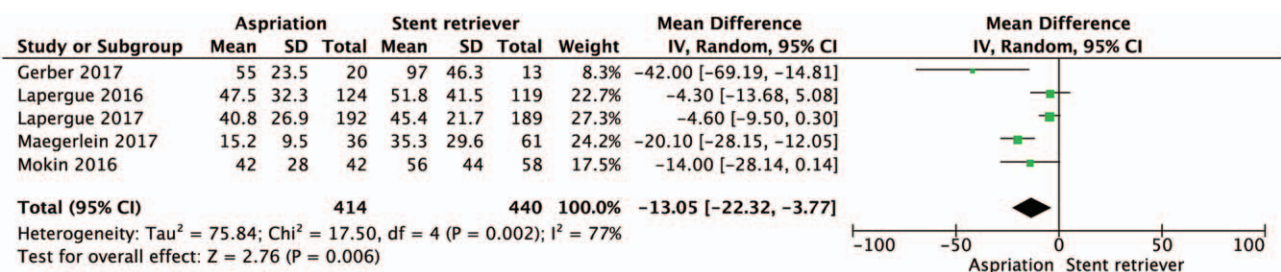 Aspriation Stent retriever Mean Difference Mean Difference
Study or Subgroup Mean SD Total Mean SD Total Weight IV, Random, 95% CI IV, Random, 95% CI
Gerber 2017 55 23.5 20 97 46.3 13 8.3% −42.00 [−69.19, −14.81]
Lapergue 2016 47.5 32.3 124 51.8 41.5 119 22.7% −4.30 [−13.68, 5.08]
Lapergue 2017 40.8 26.9 192 45.4 21.7 189 27.3% −4.60 [−9.50, 0.30]
Maegerlein 2017 15.2 9.5 36 35.3 29.6 61 24.2% −20.10 [−28.15, −12.05]
Mokin 2016 42 28 42 56 44 58 17.5% −14.00 [−28.14, 0.14]
Total (95% CI) 414 440 100.0% −13.05 [−22.32, −3.77]
Heterogeneity: Tau² = 75.84; Chi² = 17.50, df = 4 (P = 0.002); I² = 77%
Test for overall effect: Z = 2.76 (P = 0.006)
−100 −50 0 50 100
Aspriation Stent retriever